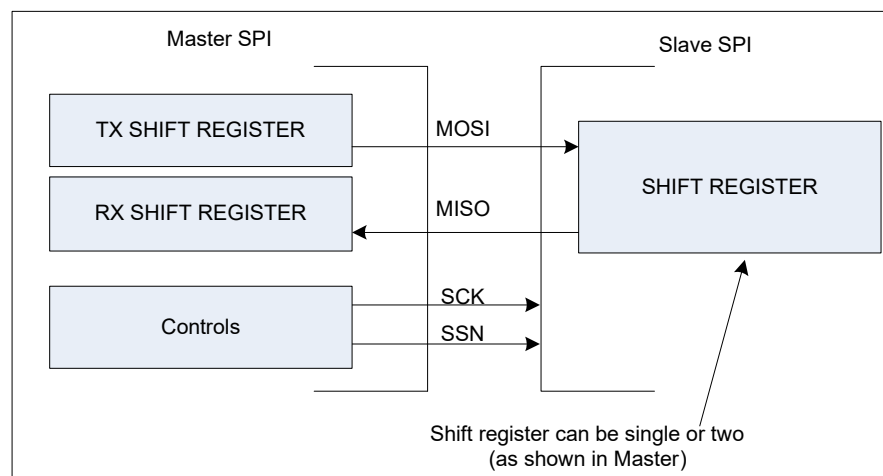 Master SPI
Slave SPI
TX SHIFT REGISTER
MOSI
SHIFT REGISTER
RX SHIFT REGISTER
MISO
Controls
SCK
SSN
Shift register can be single or two
(as shown in Master)